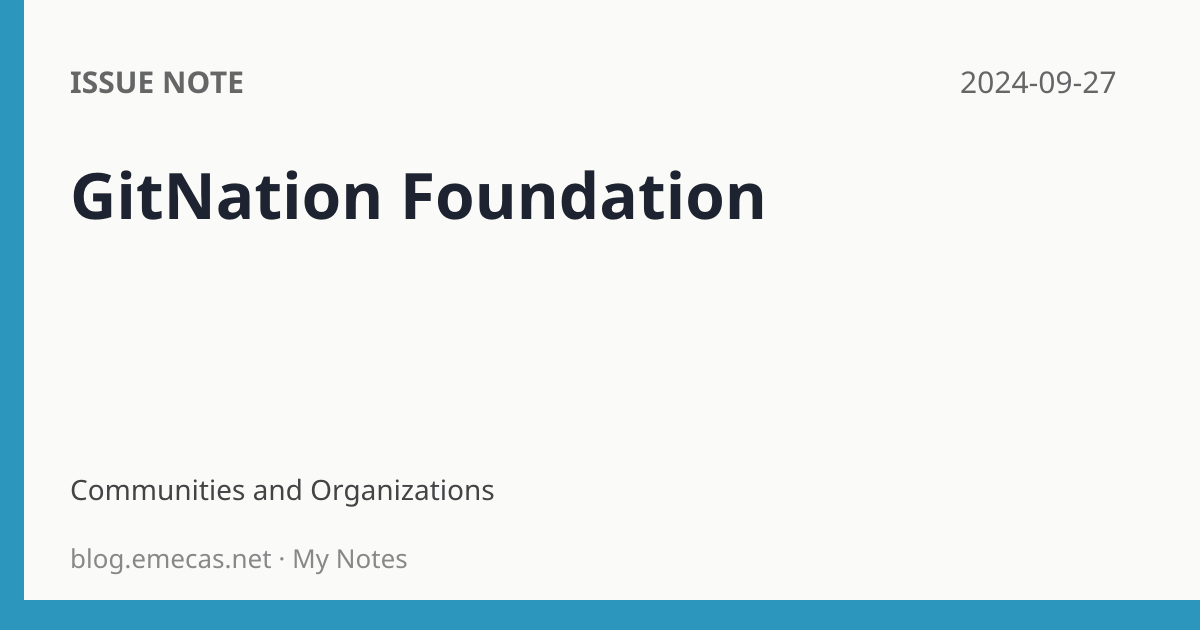 ISSUE NOTE
2024-09-27
GitNation Foundation
Communities and Organizations
blog.emecas.net · My Notes